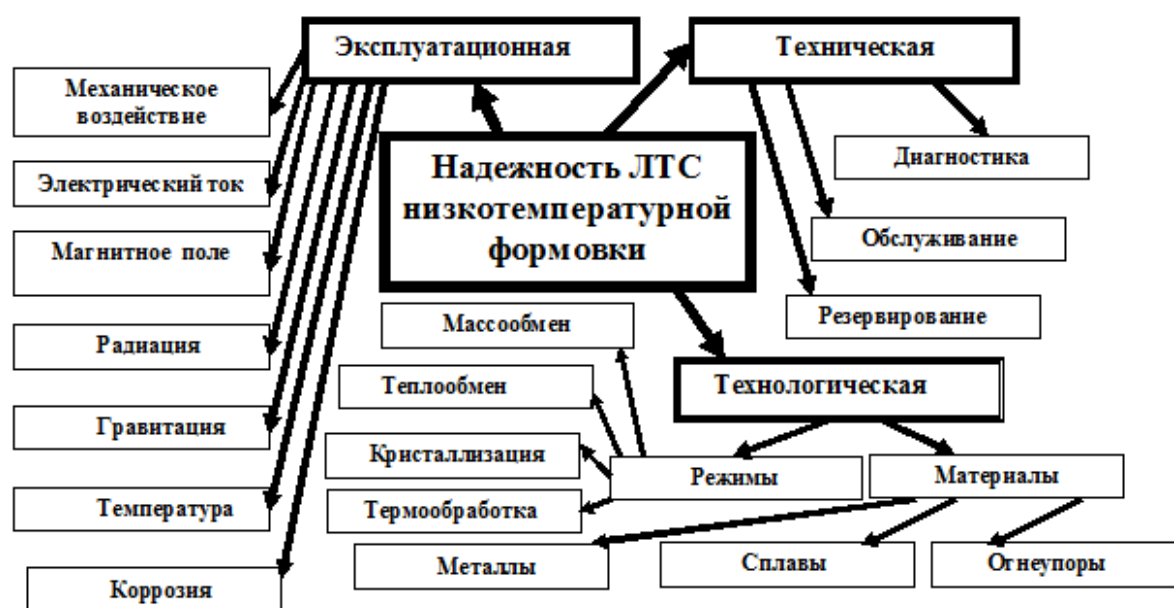 Эксплуатационная
Техническая
Механическое
воздействие
Электрический ток
Магнитное поле
Радиация
Гравитация
Температура
Коррозия
Надежность ЛТС
низкотемпературной
формовки
Диагностика
Обслуживание
Резервирование
Технологическая
Массообмен
Теплообмен
Кристаллизация
Термообработка
Режимы
Материалы
Металлы
Сплавы
Огнеупоры